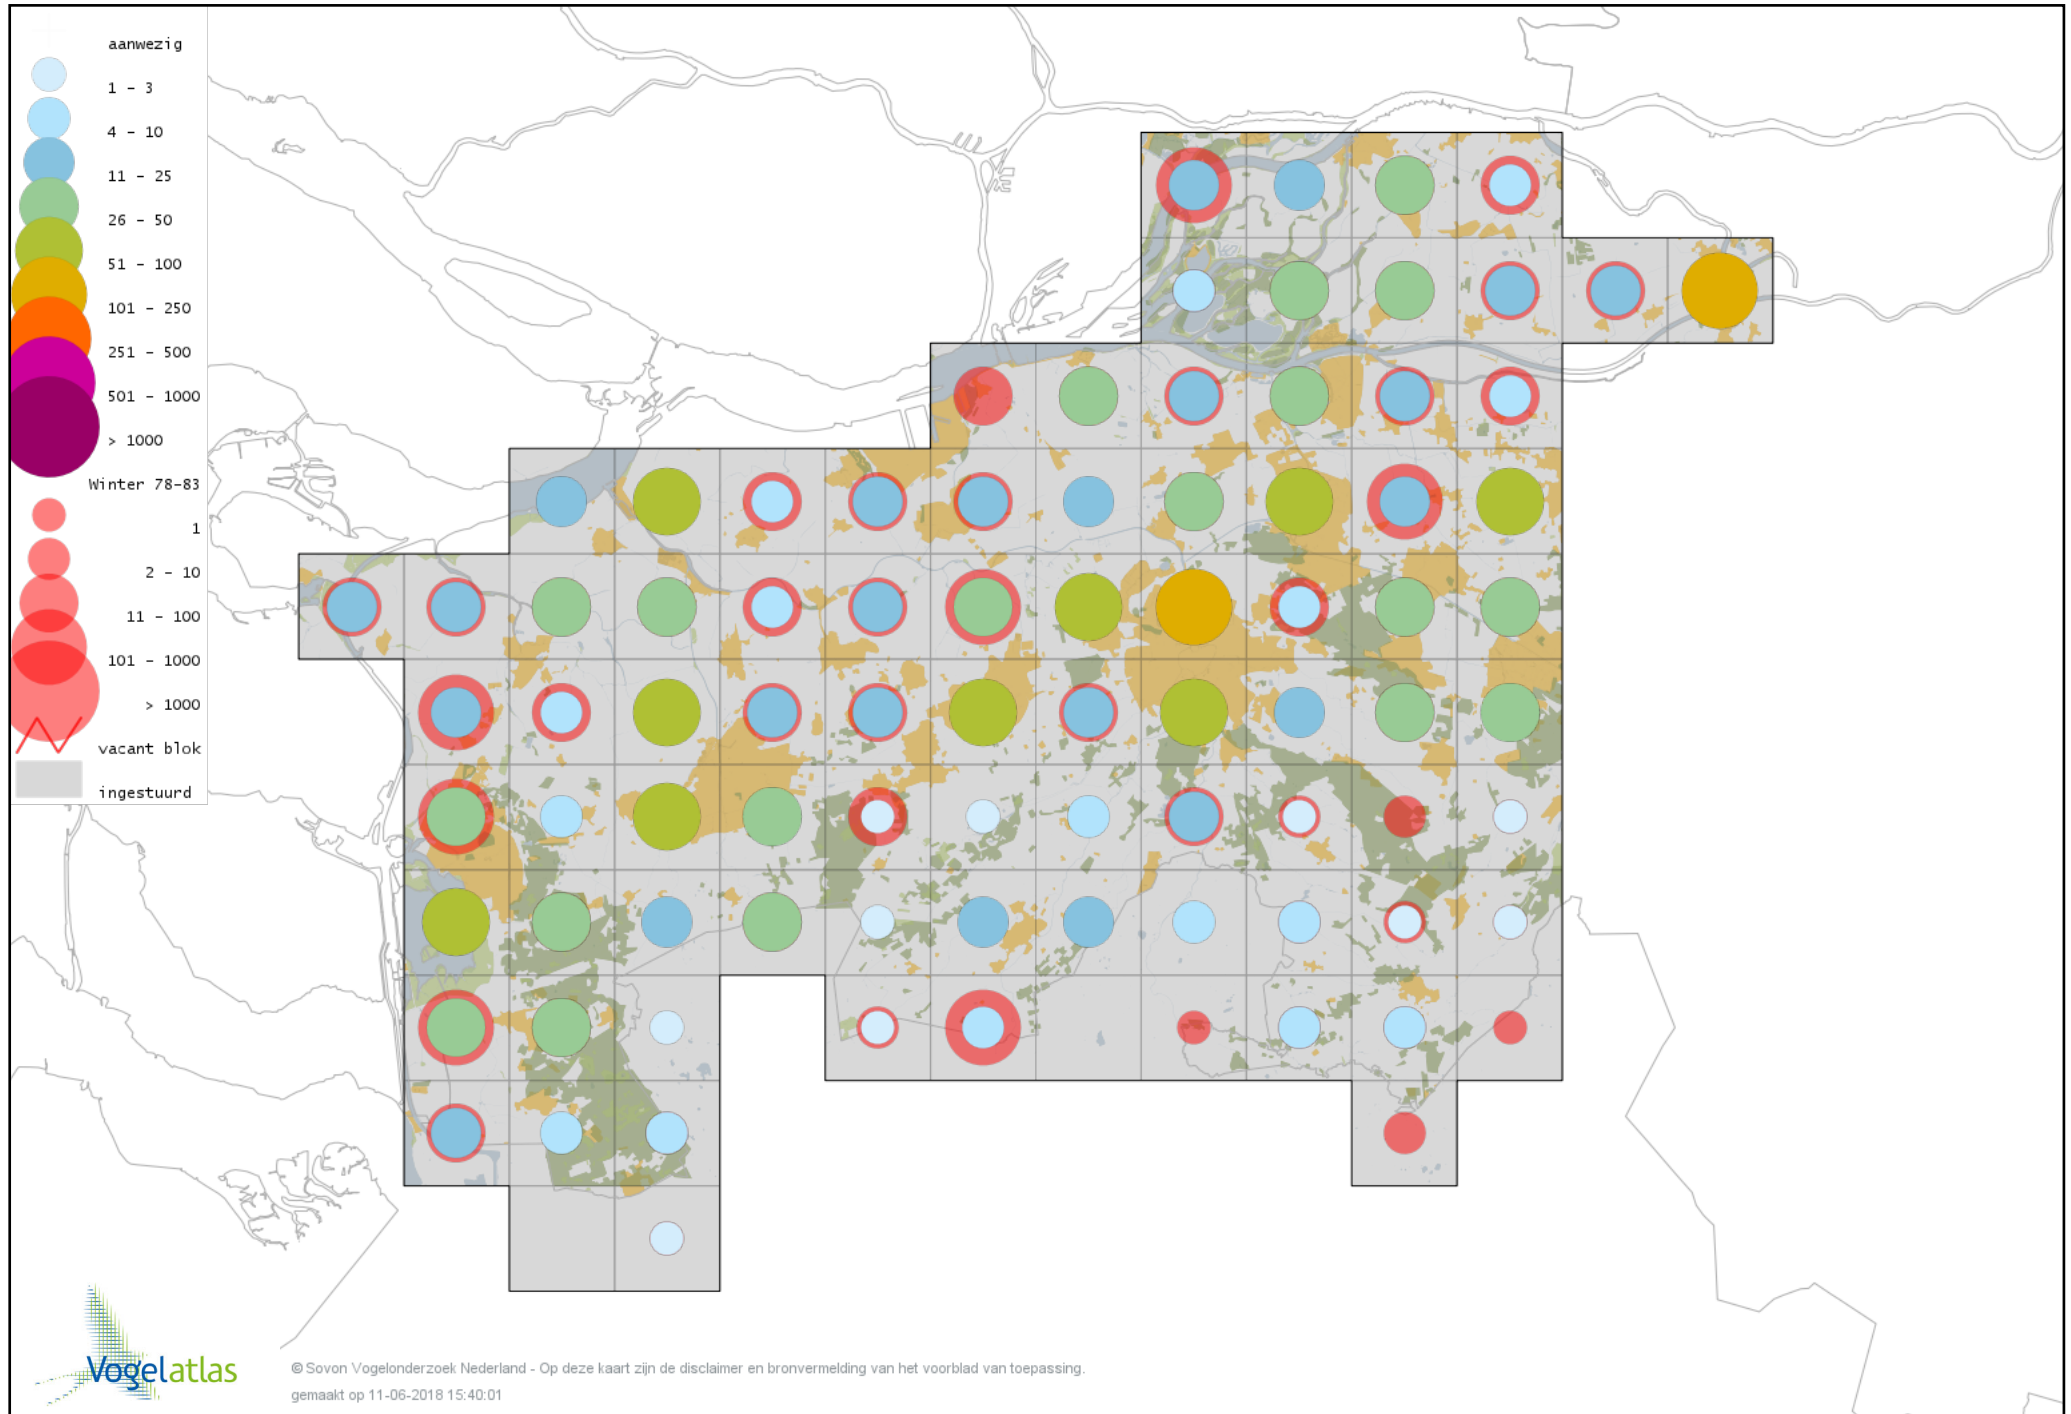 aanwezig
1 - 3
4 - 10
11 - 25
26 - 50
51 - 100
101 - 250
251 - 500
501 - 1000
> 1000
Winter 78-83
1
2 - 10
11 - 100
101 - 1000
> 1000
vacant blok
ingestuurd
Vogelatlas
© Sovon Vogelonderzoek Nederland - Op deze kaart zijn de disclaimer en bronvermelding van het voorblad van toepassing.
gemaakt op 11-06-2018 15:40:01